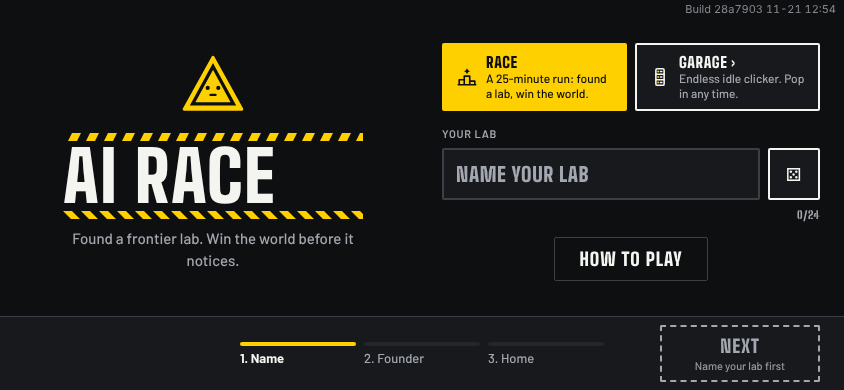 Build 28a7903 11-21 12:54
AI RACE
Found a frontier lab. Win the world before it
notices.
RACE
A 25-minute run: found
a lab, win the world.
GARAGE ›
Endless idle clicker. Pop
in any time.
YOUR LAB
NAME YOUR LAB
0/24
HOW TO PLAY
1. Name
2. Founder
3. Home
NEXT
Name your lab first